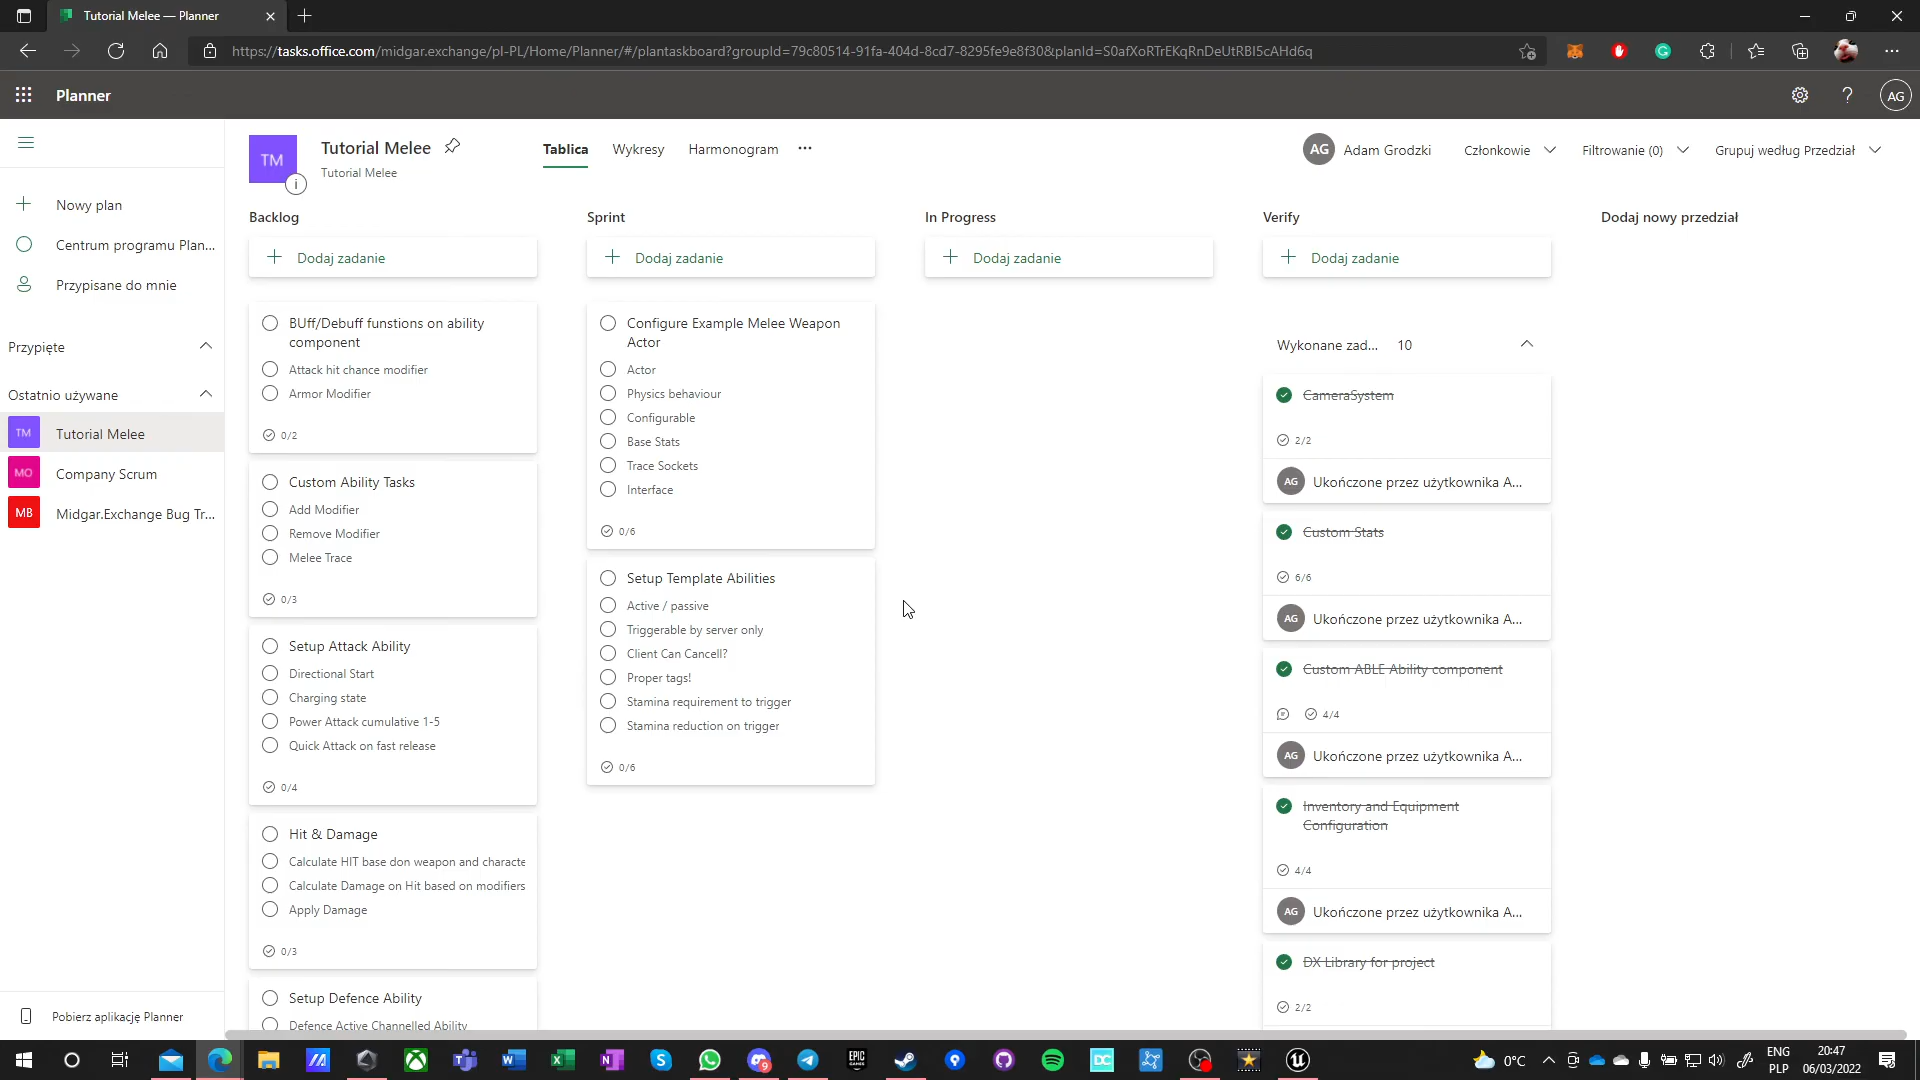 Tutorial Melee — Planner
https://tasks.office.com/midgar.exchange/pl-PL/Home/Planner/#/plantaskboard?groupId=79c80514-91fa-404d-8cd7-8295fe9e8f30&planId=S0afXoRTrEKqRnDeUtRBI5cAHd6q
Planner
AG
TM
Tutorial Melee
Tutorial Melee
Tablica
Wykresy
Harmonogram
AG
Adam Grodzki
Członkowie
Filtrowanie (0)
Grupuj według Przedział
Nowy plan
Centrum programu Plan...
Przypisane do mnie
Przypięte
Ostatnio używane
TM
Tutorial Melee
MO
Company Scrum
MB
Midgar.Exchange Bug Tr...
Pobierz aplikację Planner
Backlog
Dodaj zadanie
BUff/Debuff funstions on ability
component
Attack hit chance modifier
Armor Modifier
0/2
Custom Ability Tasks
Add Modifier
Remove Modifier
Melee Trace
0/3
Setup Attack Ability
Directional Start
Charging state
Power Attack cumulative 1-5
Quick Attack on fast release
0/4
Hit & Damage
Calculate HIT base don weapon and characte
Calculate Damage on Hit based on modifiers
Apply Damage
0/3
Setup Defence Ability
Defence Active Channelled Ability
Sprint
Dodaj zadanie
Configure Example Melee Weapon
Actor
Actor
Physics behaviour
Configurable
Base Stats
Trace Sockets
Interface
0/6
Setup Template Abilities
Active / passive
Triggerable by server only
Client Can Cancell?
Proper tags!
Stamina requirement to trigger
Stamina reduction on trigger
0/6
In Progress
Dodaj zadanie
Verify
Dodaj zadanie
Wykonane zad... 10
CameraSystem
2/2
AG
Ukończone przez użytkownika A...
Custom Stats
6/6
AG
Ukończone przez użytkownika A...
Custom ABLE Ability component
4/4
AG
Ukończone przez użytkownika A...
Inventory and Equipment
Configuration
4/4
AG
Ukończone przez użytkownika A...
DX Library for project
2/2
Dodaj nowy przedział
EPIC
GAMES
DC
9
0°C
ENG
PLP
20:47
06/03/2022